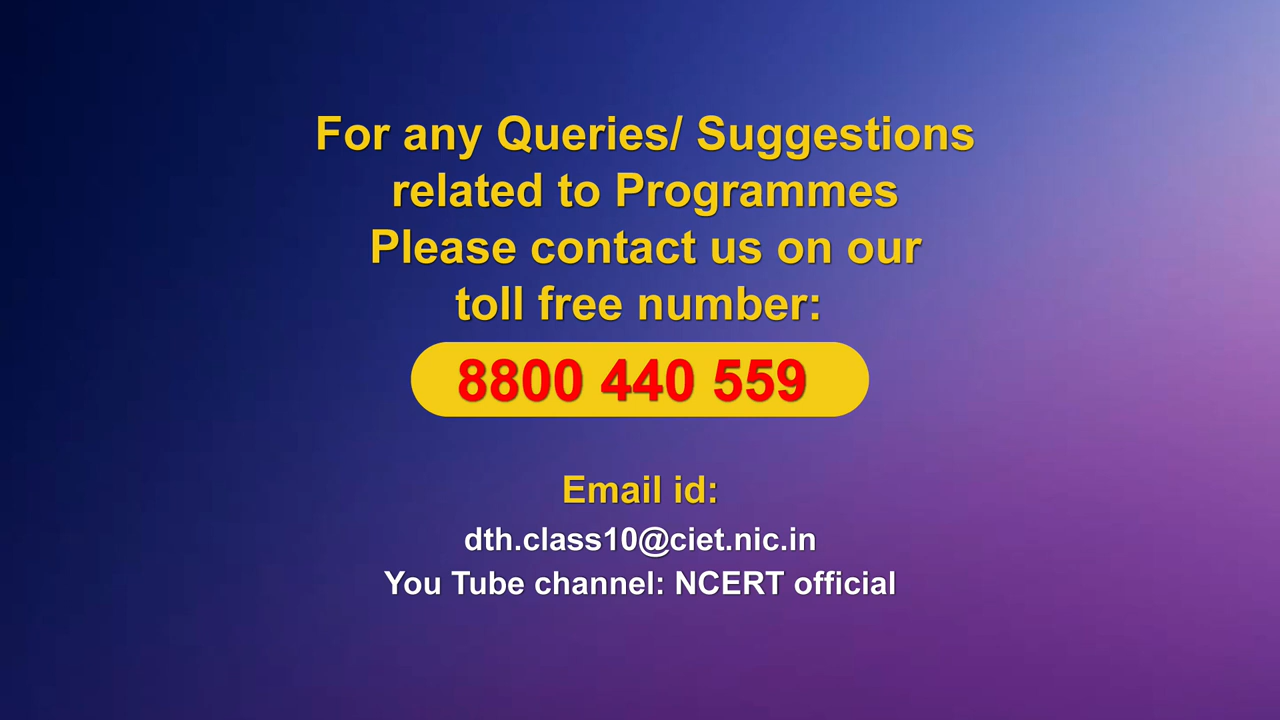 For any Queries/ Suggestions
related to Programmes
Please contact us on our
toll free number:
8800 440 559
Email id:
dth.class10@ciet.nic.in
You Tube channel: NCERT official